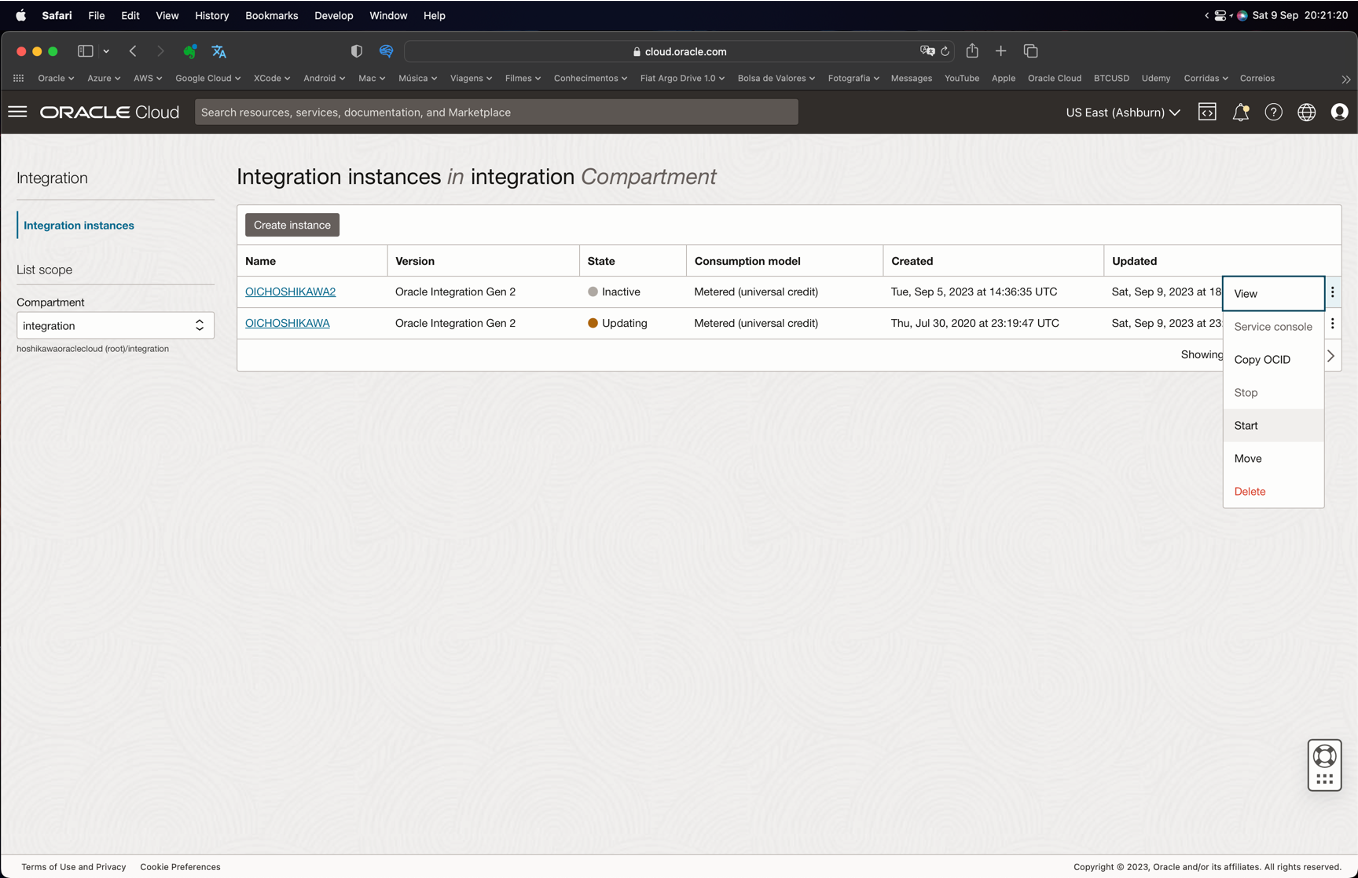 Safari File Edit View History Bookmarks Develop Window Help Sat 9 Sep 20:21:20
cloud.oracle.com
Oracle Azure AWS Google Cloud XCode Android Mac Música Viagens Filmes Conhecimentos Fiat Argo Drive 1.0 Bolsa de Valores Fotografia Messages YouTube Apple Oracle Cloud BTCUSD Udemy Corridas Correios
ORACLE Cloud Search resources, services, documentation, and Marketplace US East (Ashburn)
Integration
Integration instances
List scope
Compartment
integration
hoshikawaoraclecloud (root)/integration
Integration instances in integration Compartment
Create instance
Name Version State Consumption model Created Updated
OICHOSHIKAWA2 Oracle Integration Gen 2 Inactive Metered (universal credit) Tue, Sep 5, 2023 at 14:36:35 UTC Sat, Sep 9, 2023 at 18
OICHOSHIKAWA Oracle Integration Gen 2 Updating Metered (universal credit) Thu, Jul 30, 2020 at 23:19:47 UTC Sat, Sep 9, 2023 at 23:
Showing
View
Service console
Copy OCID
Stop
Start
Move
Delete
Terms of Use and Privacy Cookie Preferences Copyright © 2023, Oracle and/or its affiliates. All rights reserved.